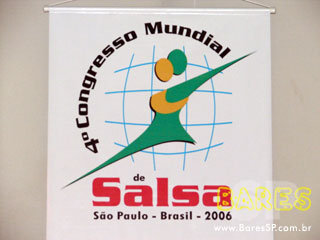 4º Congresso Mundial
de
Salsa
São Paulo - Brasil - 2006
BARES
www.BaresSP.com.br